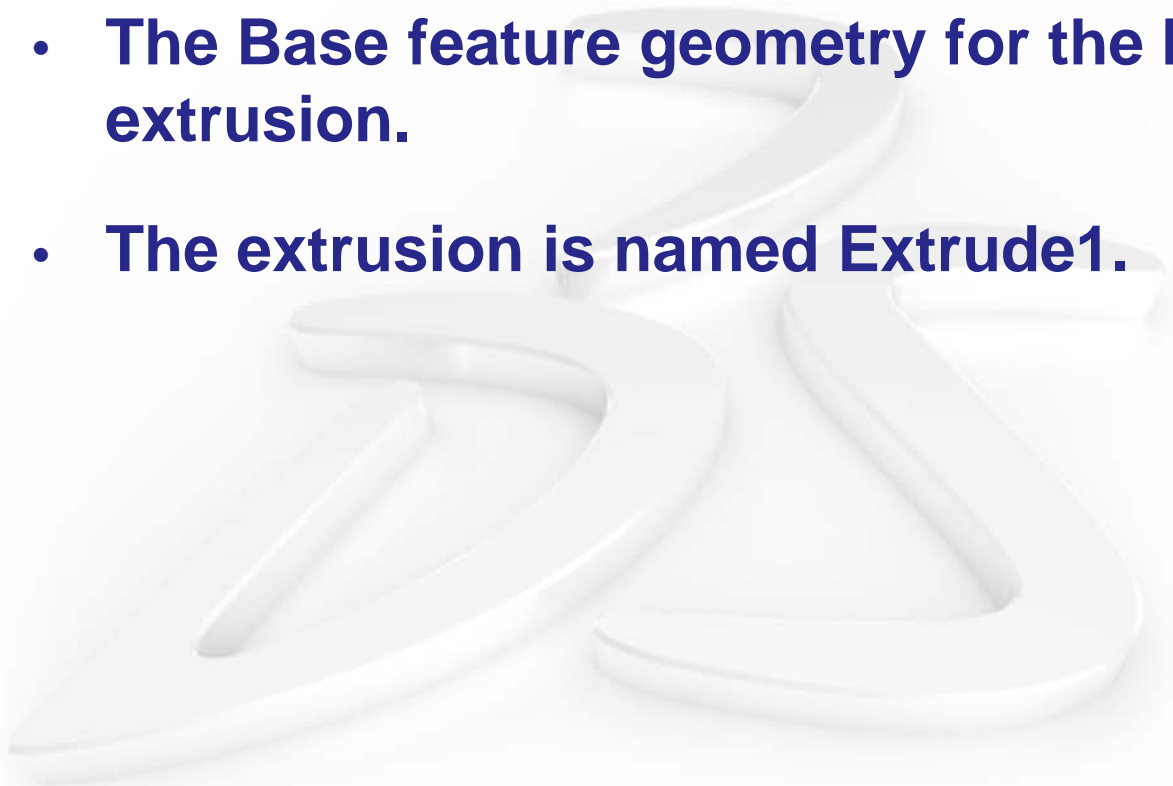 • The Base feature geometry for the
extrusion.
• The extrusion is named Extrude1.